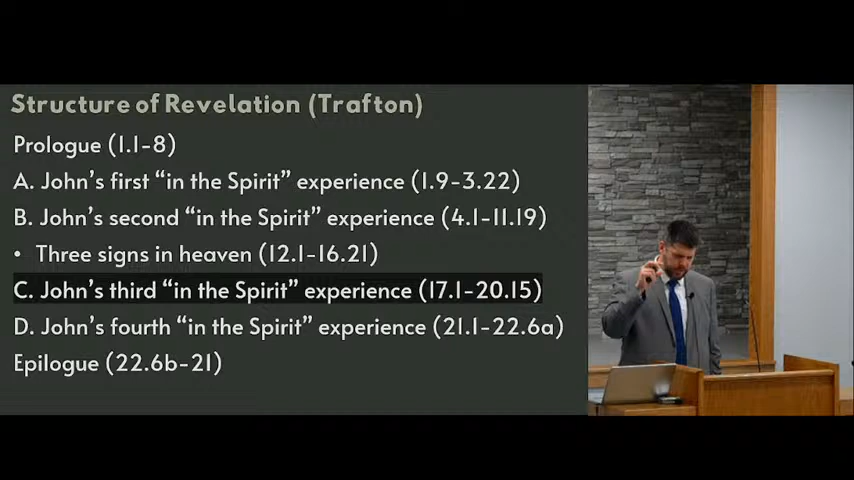 Structure of Revelation (Trafton)
Prologue (1.1-8)
A. John's first “in the Spirit” experience (1.9-3.22)
B. John's second “in the Spirit” experience (4.1-11.19)
• Three signs in heaven (12.1-16.21)
C. John's third “in the Spirit” experience (17.1-20.15)
D. John's fourth “in the Spirit” experience (21.1-22.6a)
Epilogue (22.6b-21)